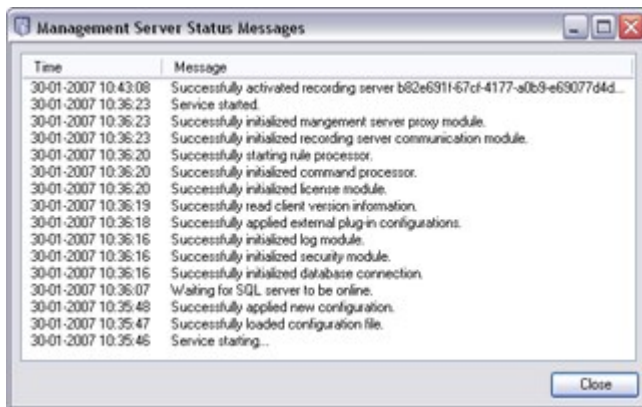 Management Server Status Messages
Time Message
30-01-2007 10:43:08 Successfully activated recording server b82e691f-67cf-4177-a0b9-e69077d4d...
30-01-2007 10:36:23 Service started.
30-01-2007 10:36:23 Successfully initialized mangement server proxy module.
30-01-2007 10:36:23 Successfully initialized recording server communication module.
30-01-2007 10:36:20 Successfully starting rule processor.
30-01-2007 10:36:20 Successfully initialized command processor.
30-01-2007 10:36:20 Successfully initialized license module.
30-01-2007 10:36:19 Successfully read client version information.
30-01-2007 10:36:18 Successfully applied external plug-in configurations.
30-01-2007 10:36:16 Successfully initialized log module.
30-01-2007 10:36:16 Successfully initialized security module.
30-01-2007 10:36:16 Successfully initialized database connection.
30-01-2007 10:36:07 Waiting for SQL server to be online.
30-01-2007 10:35:48 Successfully applied new configuration.
30-01-2007 10:35:47 Successfully loaded configuration file.
30-01-2007 10:35:46 Service starting...
Close